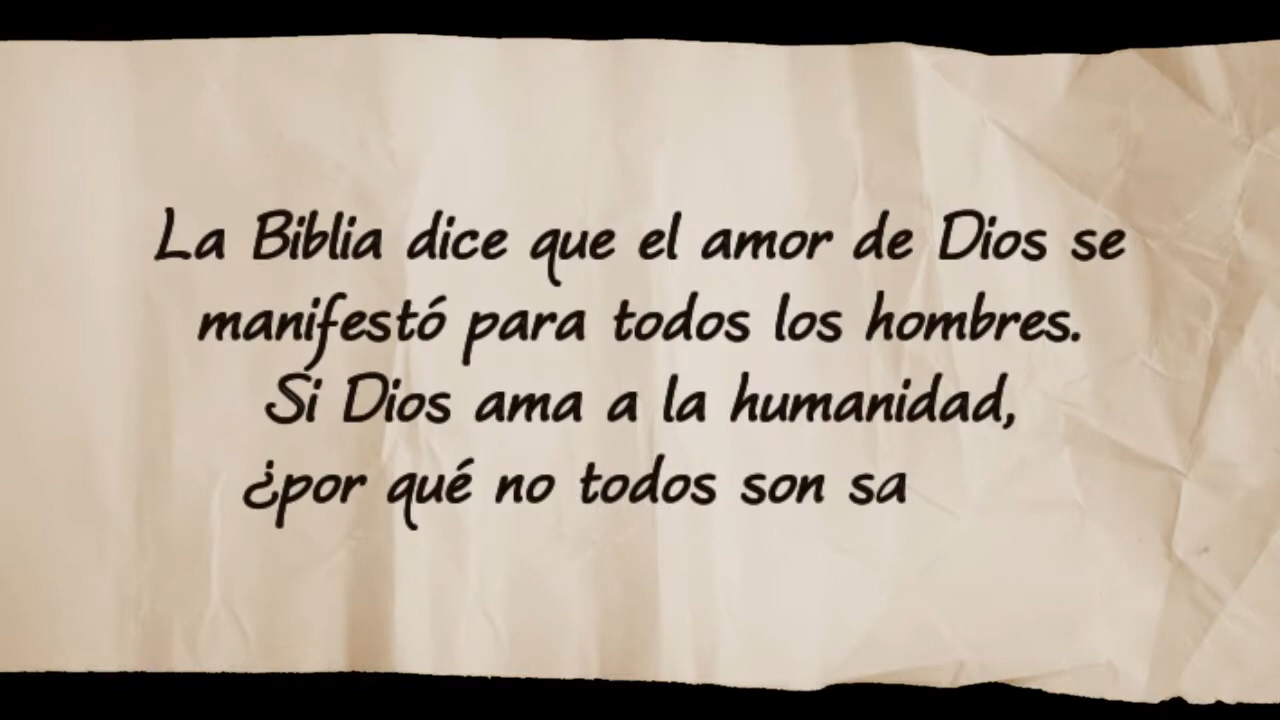 La Biblia dice que el amor de Dios se
manifestó para todos los hombres.
Si Dios ama a la humanidad,
¿por qué no todos son sa